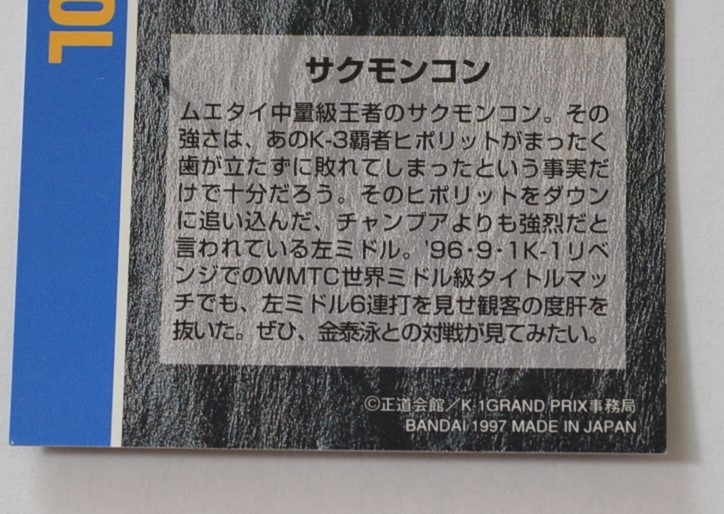 10
サクモンコン
ムエタイ中量級王者のサクモンコン。その
強さは、あのK-3覇者ヒポリットがまったく
歯が立たずに敗れてしまったという事実だ
けで十分だろう。そのヒポリットをダウン
に追い込んだ、チャンプアよりも強烈だと
言われている左ミドル。'96・9・1K-1リベ
ンジでのWMTC世界ミドル級タイトルマッ
チでも、左ミドル6連打を見せ観客の度肝を
抜いた。ぜひ、金泰泳との対戦が見てみたい。
©正道会館／K-1GRAND PRIX事務局
BANDAI 1997 MADE IN JAPAN